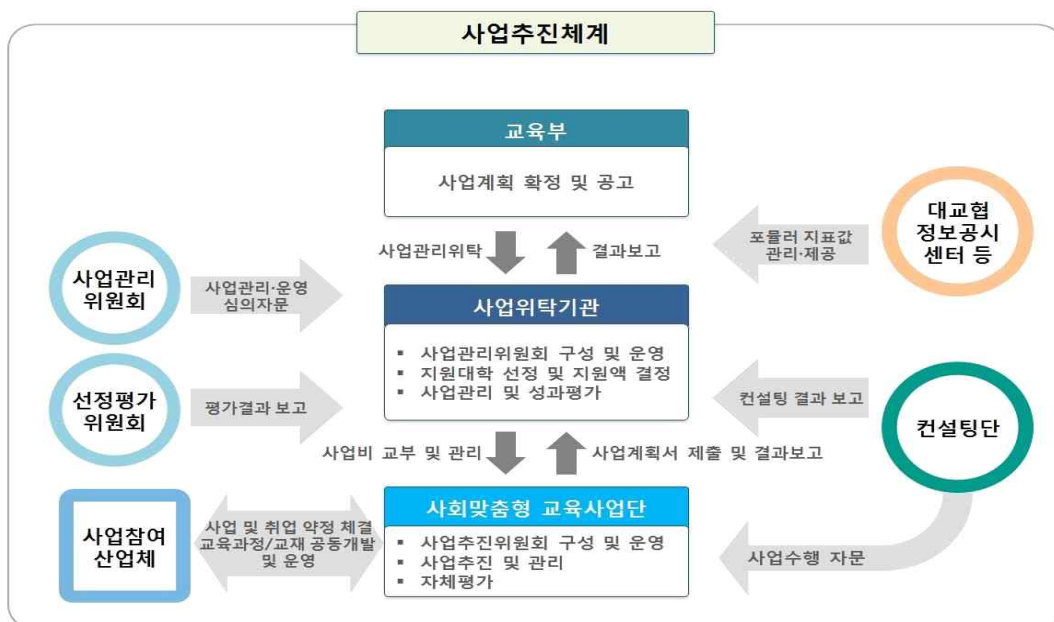 사업추진체계
교육부
사업계획 확정 및 공고
대교협
정보공시
센터 등
포뮬러 지표값
관리·제공
사업관리위탁
결과보고
사업관리
위원회
사업관리·운영
심의자문
사업위탁기관
▪ 사업관리위원회 구성 및 운영
▪ 지원대학 선정 및 지원액 결정
▪ 사업관리 및 성과평가
선정평가
위원회
평가결과 보고
컨설팅 결과 보고
컨설팅단
사업비 교부 및 관리
사업계획서 제출 및 결과보고
사회맞춤형 교육사업단
▪ 사업추진위원회 구성 및 운영
▪ 사업추진 및 관리
▪ 자체평가
사업참여
산업체
사업 및 취업 약정 체결
교육과정/교재 공동개발
및 운영
사업수행 자문